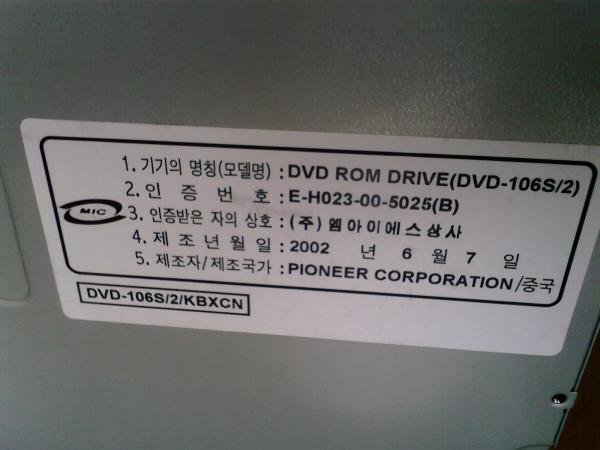 1. 기기의 명칭(모델명) : DVD ROM DRIVE(DVD-106S/2)
2. 인 증 번 호 : E-H023-00-5025(B)
MIC
3. 인증받은 자의 상호 : (주) 엠아이에스상사
4. 제 조 년 월 일 : 2002 년 6 월 7 일
5. 제조자/제조국가 : PIONEER CORPORATION/중국
DVD-106S/2/KBXCN